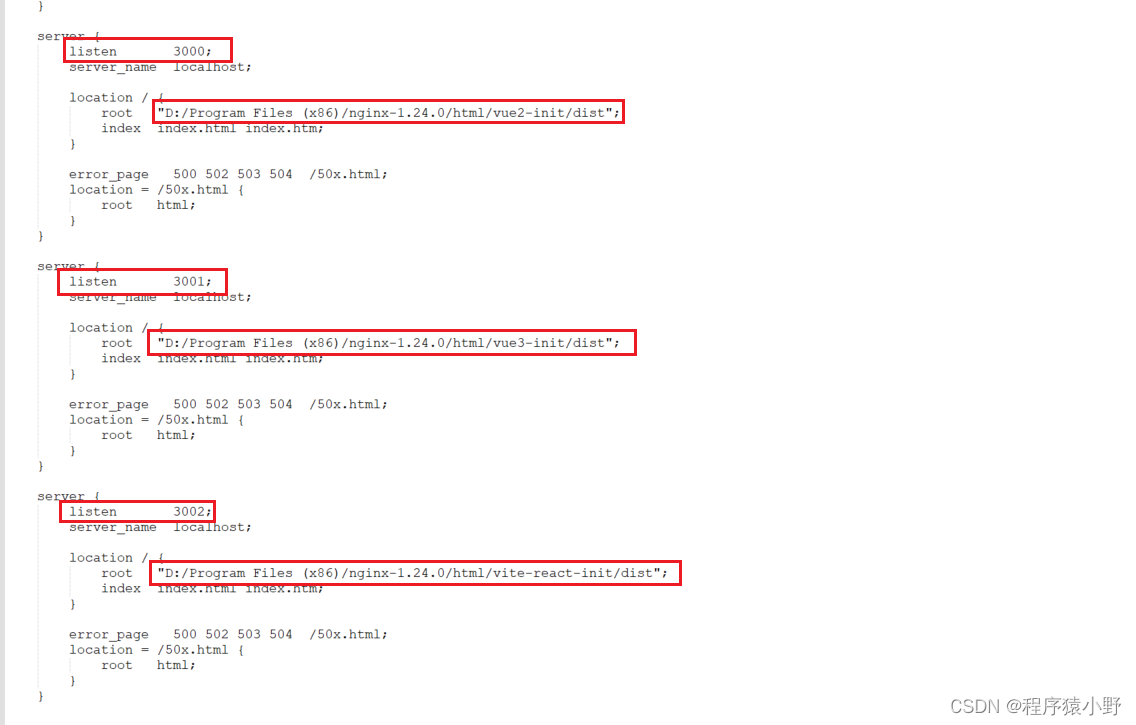 }
server {
listen 3000;
server_name localhost;
location / {
root "D:/Program Files (x86)/nginx-1.24.0/html/vue2-init/dist";
index index.html index.htm;
}
error_page 500 502 503 504 /50x.html;
location = /50x.html {
root html;
}
}
server {
listen 3001;
server_name localhost;
location / {
root "D:/Program Files (x86)/nginx-1.24.0/html/vue3-init/dist";
index index.html index.htm;
}
error_page 500 502 503 504 /50x.html;
location = /50x.html {
root html;
}
}
server {
listen 3002;
server_name localhost;
location / {
root "D:/Program Files (x86)/nginx-1.24.0/html/vite-react-init/dist";
index index.html index.htm;
}
error_page 500 502 503 504 /50x.html;
location = /50x.html {
root html;
}
}
CSDN @程序猿小野